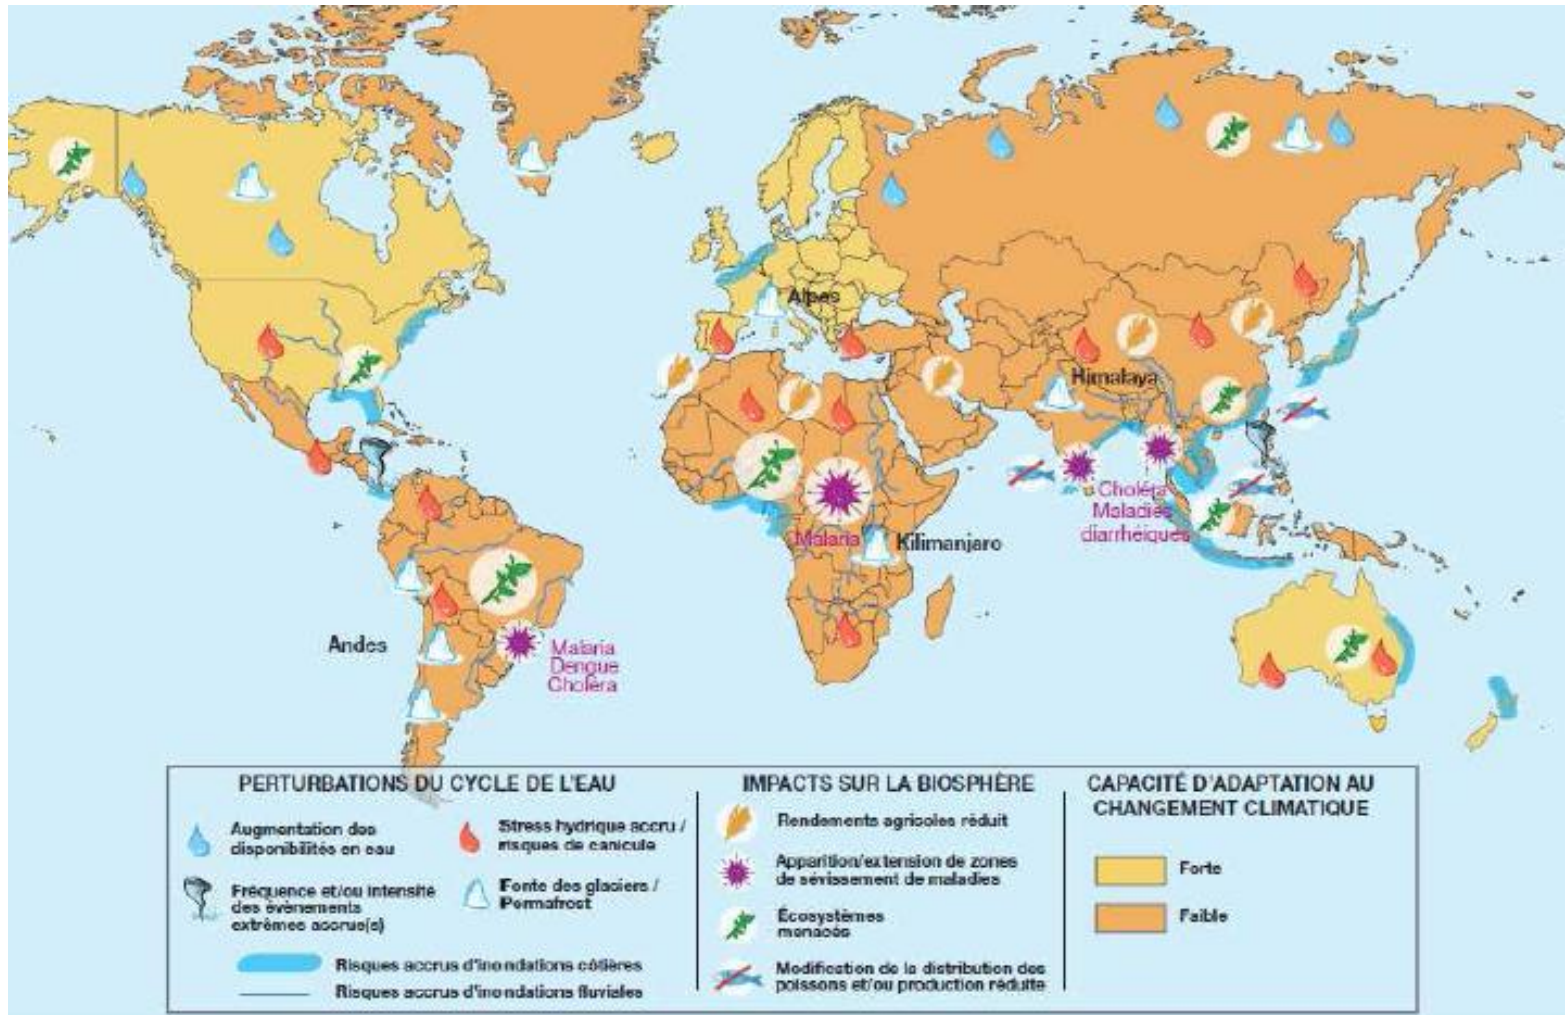 Alpes
Himalaya
Choléra
Maladies
diarrhéiques
Malaria
Kilimanjaro
Andes
Malaria
Dengue
Choléra
PERTURBATIONS DU CYCLE DE L'EAU
Augmentation des
disponibilités en eau
Stress hydrique accru /
risques de canicule
Fréquence et/ou intensité
des évènements
extrêmes accrue(s)
Fonte des glaciers /
Permafrost
Risques accrus d'inondations côtières
Risques accrus d'inondations fluviales
IMPACTS SUR LA BIOSPHÈRE
Rendements agricoles réduit
Apparition/extension de zones
de sévissement de maladies
Écosystèmes
menacés
Modification de la distribution des
poissons et/ou production réduite
CAPACITÉ D'ADAPTATION AU
CHANGEMENT CLIMATIQUE
Forte
Faible